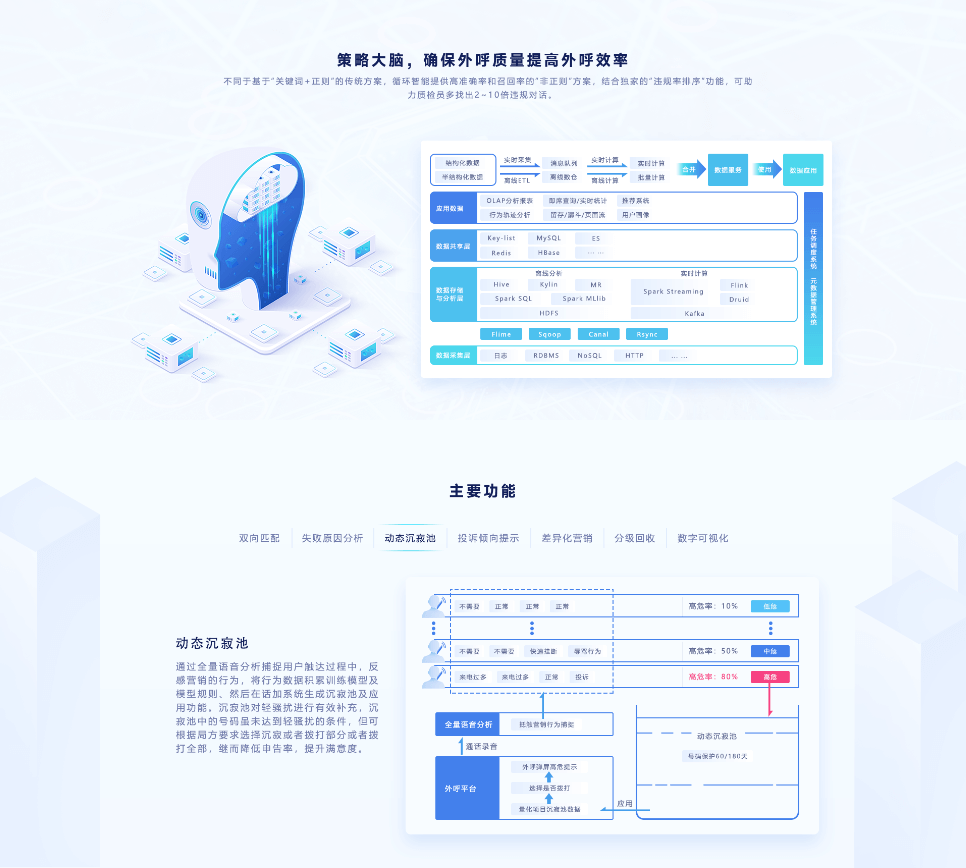 策略大脑，确保外呼质量提高外呼效率
不同于基于“关键词+正则”的传统方案，循环智能提供高准确率和召回率的“非正则”方案，结合独家的“违规率排序”功能，可助
力质检员多找出2~10倍违规对话。
结构化数据
半结构化数据
实时采集
离线ETL
消息队列
离线数仓
实时计算
离线计算
实时计算
批量计算
合并
数据服务
数据应用
应用数据
OLAP分析报表
即席查询/实时统计
推荐系统
行为轨迹分析
留存/漏斗/页面流
用户画像
数据共享层
Key-list
MySQL
ES
Redis
HBase
... ...
数据存储
与分析层
离线分析
实时计算
Hive
Kylin
MR
Spark SQL
Spark MLlib
HDFS
Spark Streaming
Flink
Druid
Kafka
Flime
Sqoop
Canal
Rsync
数据采集层
日志
RDBMS
NoSQL
HTTP
... ...
任务调度系统 元数据管理系统
主要功能
双向匹配
失败原因分析
动态沉寂池
投诉倾向提示
差异化营销
分级回收
数字可视化
动态沉寂池
通过全量语音分析捕捉用户触达过程中，反
感营销的行为，将行为数据积累训练模型及
模型规则、然后在话加系统生成沉寂池及应
用功能。沉寂池对轻骚扰进行有效补充，沉
寂池中的号码虽未达到轻骚扰的条件，但可
根据局方要求选择沉寂或者拨打部分或者拨
打全部，继而降低申告率，提升满意度。
不需要
正常
正常
正常
高危率：10%
低危
不需要
不需要
快速挂断
辱骂行为
高危率：50%
中危
来电过多
来电过多
正常
投诉
高危率：80%
高危
全量语音分析
抵触营销行为捕捉
通话录音
外呼平台
外呼弹屏高危提示
选择是否拨打
量化项目沉寂池数据
应用
动态沉寂池
号码保护60/180天